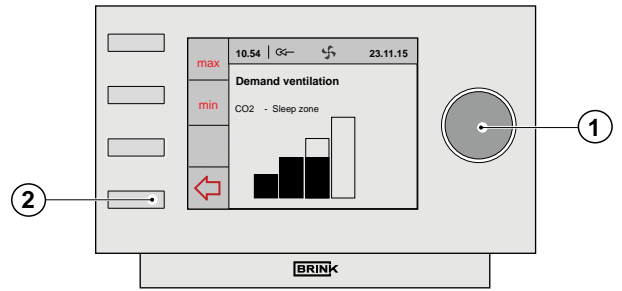 10.54
23.11.15
max
Demand ventilation
min
CO2 - Sleep zone
1
2
BRINK